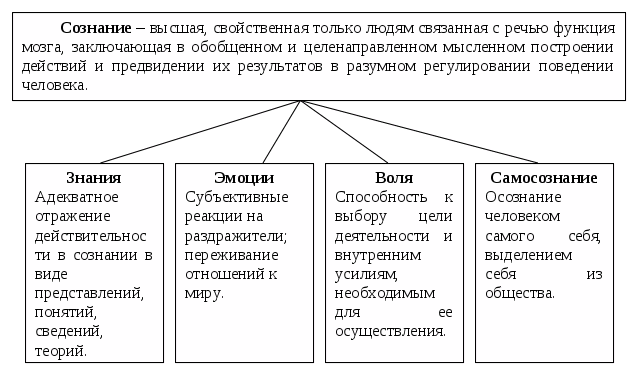 Сознание – высшая, свойственная только людям связанная с речью функция
мозга, заключающая в обобщенном и целенаправленном мысленном построении
действий и предвидении их результатов в разумном регулировании поведении
человека.
Знания
Адекватное
отражение
действительнос
ти в сознании в
виде
представлений,
понятий,
сведений,
теорий.
Эмоции
Субъективные
реакции на
раздражители;
переживание
отношений к
миру.
Воля
Способность к
выбору цели
деятельности и
внутренним
усилиям,
необходимым
для ее
осуществления.
Самосознание
Осознание
человеком
самого себя,
выделением
себя из
общества.